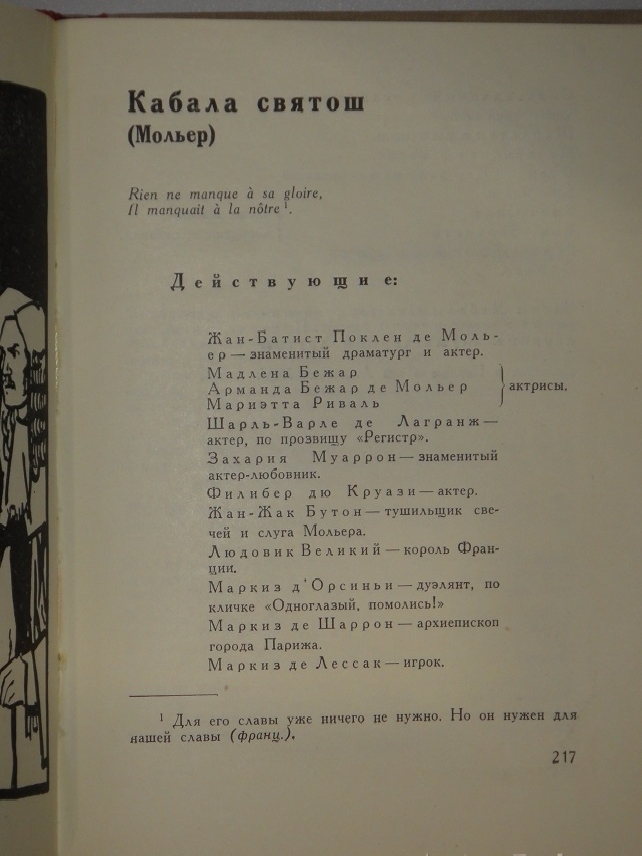 Кабала святош
(Мольер)
Rien ne manque à sa gloire,
Il manquait à la nôtre ¹.
Действующие:
Жан-Батист Поклен де Моль-
ер — знаменитый драматург и актер.
Мадлена Бежар
Арманда Бежар де Мольер
актрисы.
Мариэтта Риваль
Шарль-Варле де Лагранж —
актер, по прозвищу «Регистр».
Захария Муаррон — знаменитый
актер-любовник.
Филибер дю Круази — актер.
Жан-Жак Бутон — тушильщик све-
чей и слуга Мольера.
Людовик Великий — король Фран-
ции.
Маркиз д'Орсиньи — дуэлянт, по
кличке «Одноглазый, помолись!»
Маркиз де Шаррон — архиепископ
города Парижа.
Маркиз де Лессак — игрок.
¹ Для его славы уже ничего не нужно. Но он нужен для
нашей славы (франц.).
217